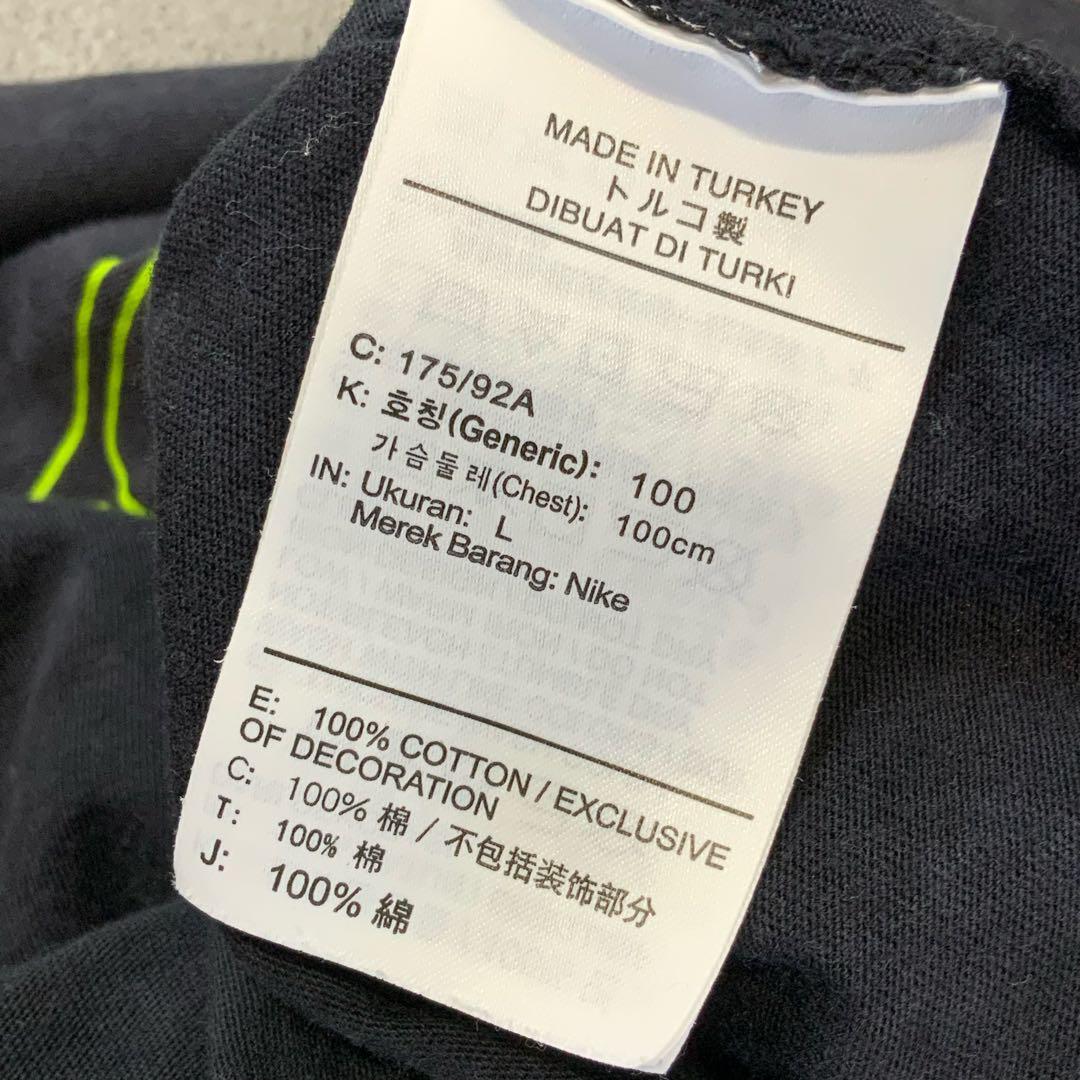 MADE IN TURKEY
トルコ製
DIBUAT DI TURKI
C: 175/92A
K: 호칭(Generic): 100
가슴둘레(Chest): 100cm
IN: Ukuran: L
Merek Barang: Nike
E: 100% COTTON / EXCLUSIVE
OF DECORATION
C: 100% 棉 / 不包括装饰部分
T: 100% 棉
J: 100% 綿